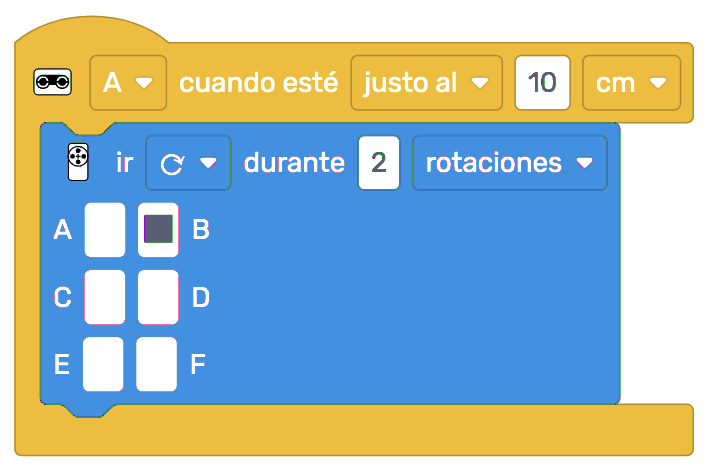 A cuando esté justo al 10 cm
ir durante 2 rotaciones
A B
C D
E F